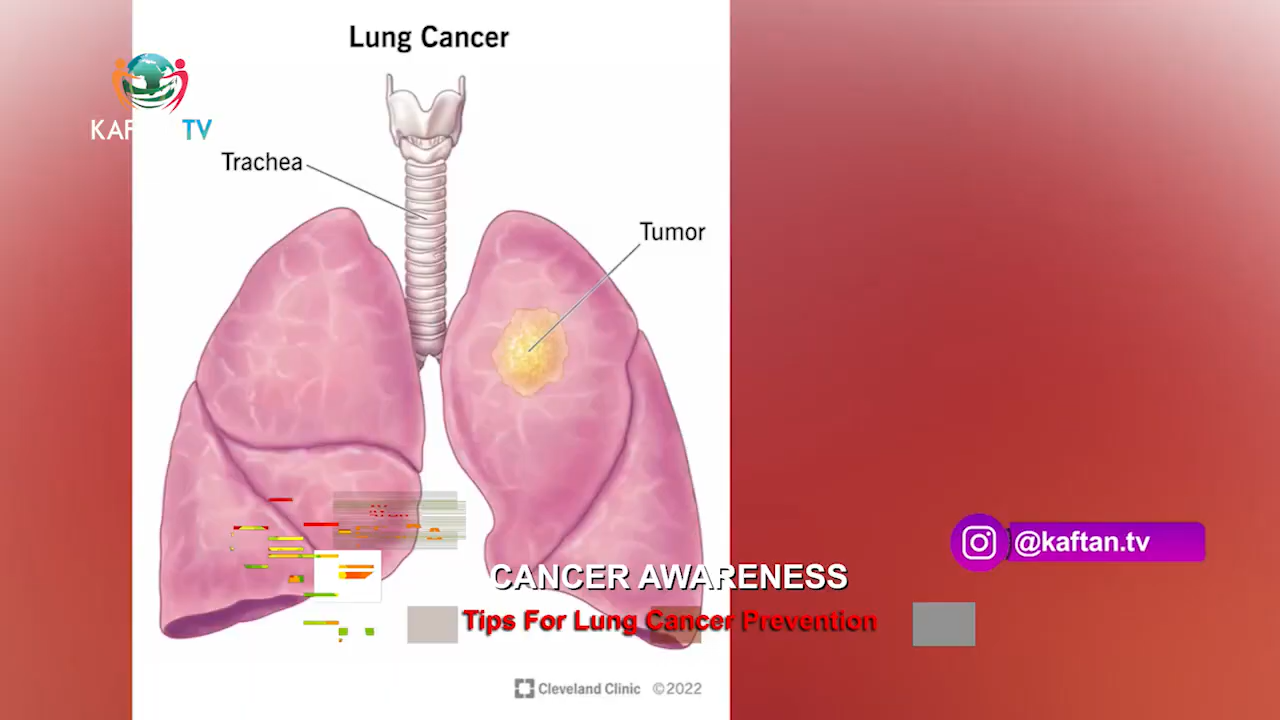 Lung Cancer
KAF TV
Trachea
Tumor
@kaftan.tv
CANCER AWARENESS
Tips For Lung Cancer Prevention
Cleveland Clinic ©2022